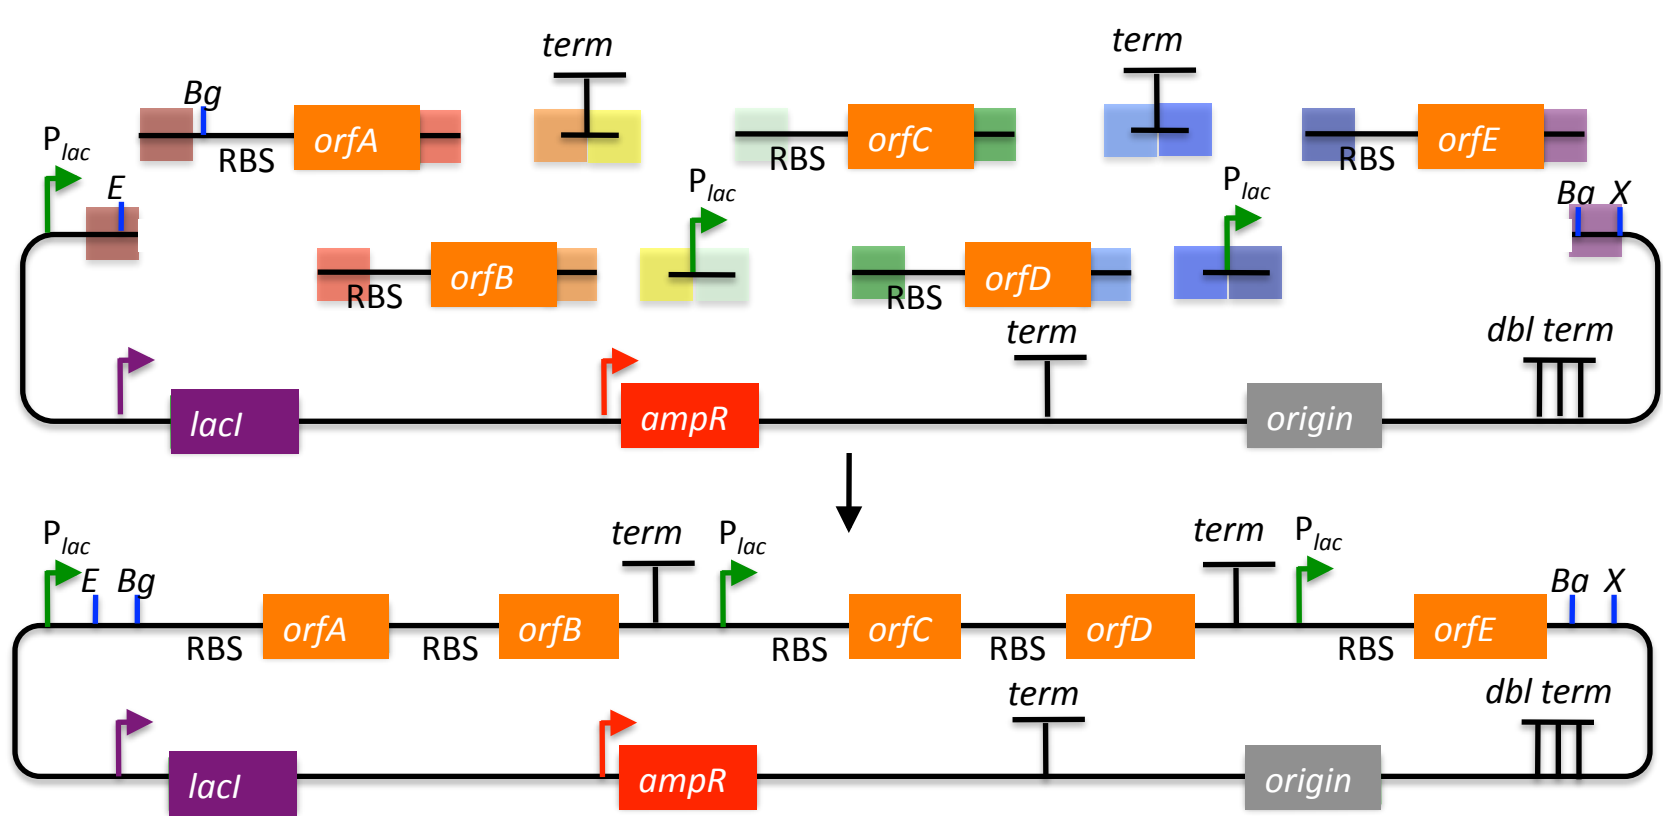 term
term
Bg
P lac
orfA
RBS
orfC
RBS
orfE
RBS
E
P lac
P lac
Ba X
orfB
RBS
orfD
RBS
term
dbl term
lacI
ampR
origin
P lac
term
P lac
term
P lac
E Bg
Ba X
orfA
orfB
orfC
orfD
orfE
RBS
RBS
RBS
RBS
RBS
term
dbl term
lacI
ampR
origin